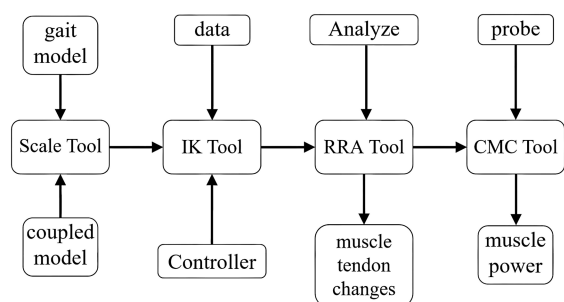 gait
model
data
Analyze
probe
Scale Tool
IK Tool
RRA Tool
CMC Tool
coupled
model
Controller
muscle
tendon
changes
muscle
power